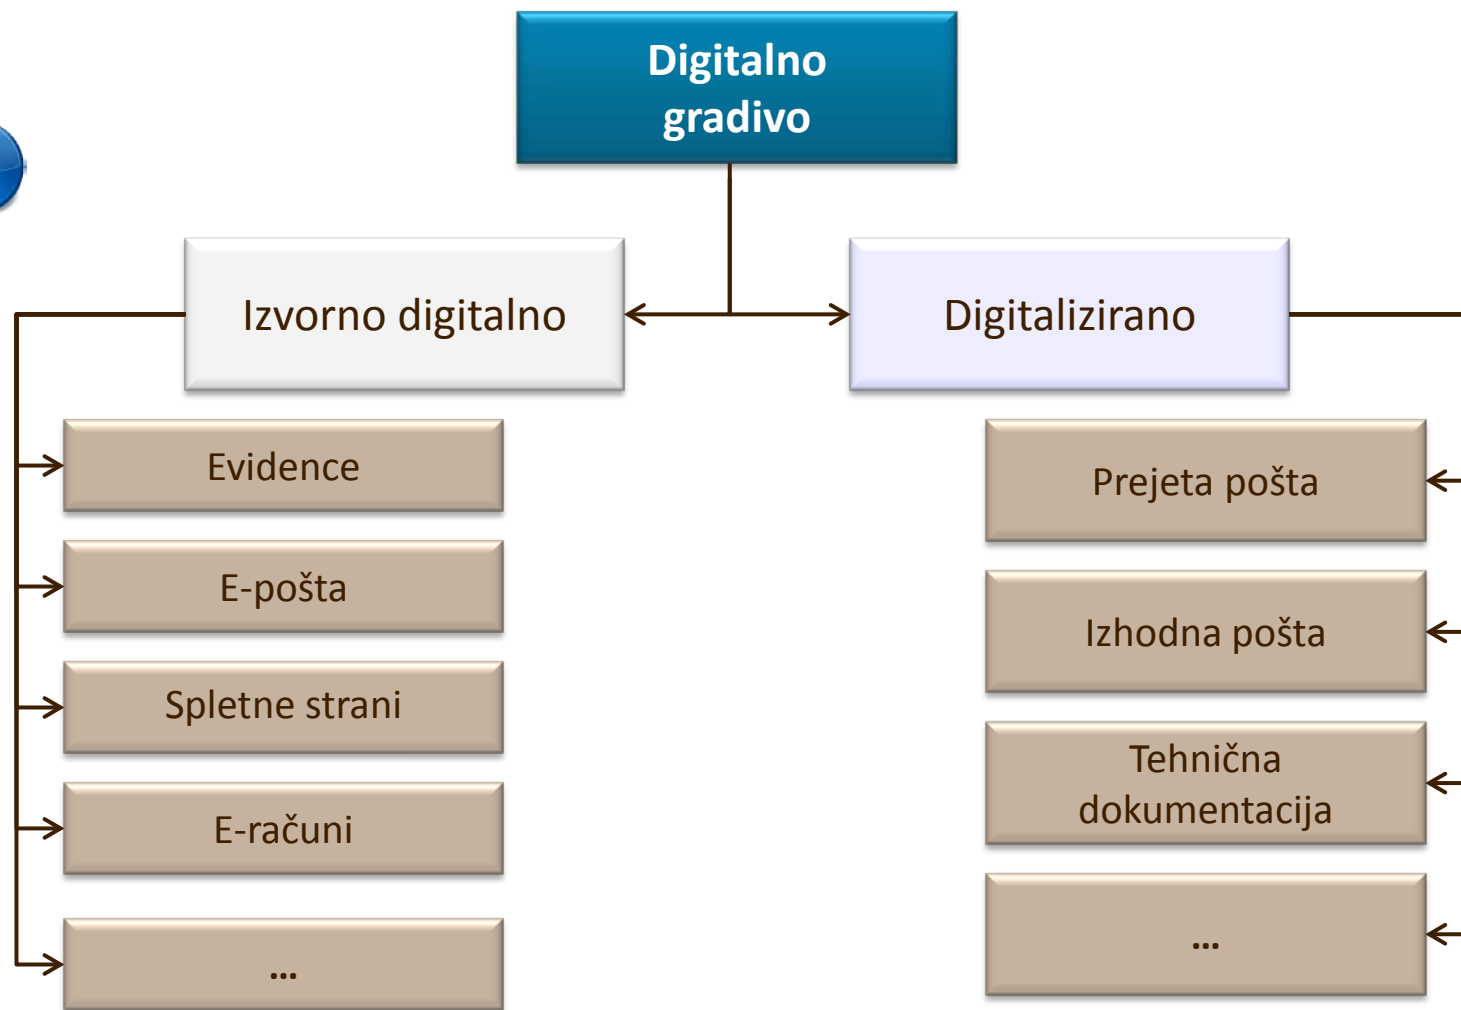 Digitalno
gradivo
Izvorno digitalno
Digitalizirano
Evidence
E-pošta
Spletne strani
E-računi
...
Prejeta pošta
Izhodna pošta
Tehnična
dokumentacija
...